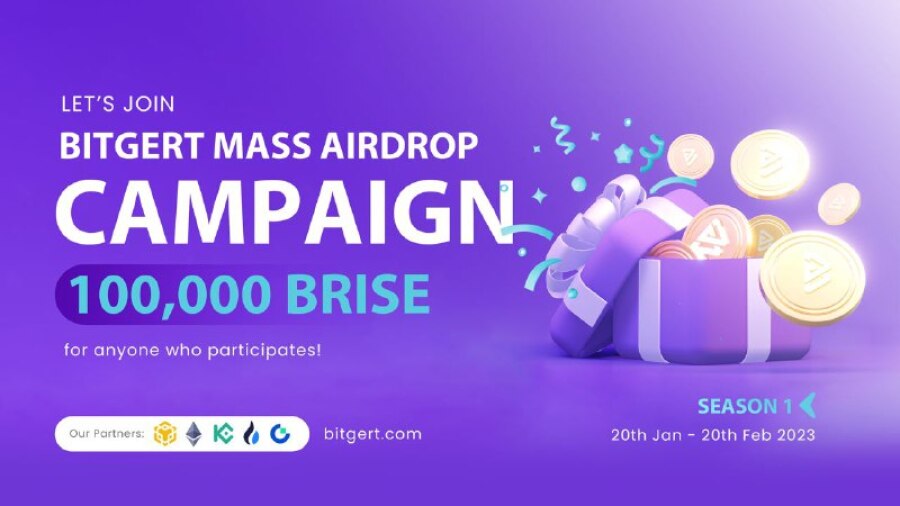 LET'S JOIN
BITGERT MASS AIRDROP
CAMPAIGN
100,000 BRISE
for anyone who participates!
SEASON 1
20th Jan - 20th Feb 2023
Our Partners:
bitgert.com